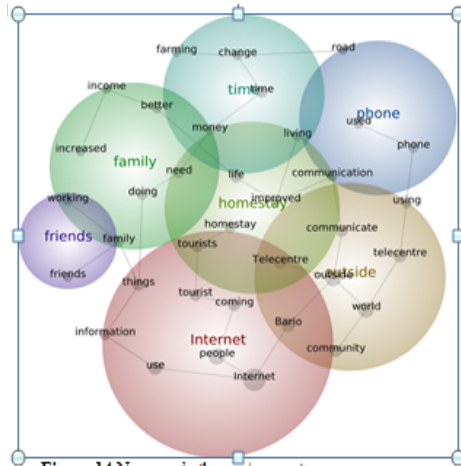 farming
change
road
time
time
income
better
used
phone
money
living
phone
increased
family
need
life
communication
doing
improved
working
homestay
using
homestay
communicate
friends
family
tourists
Telecentre
telecentre
outside
outside
friends
things
tourist
coming
world
Bario
information
Internet
people
community
use
Internet